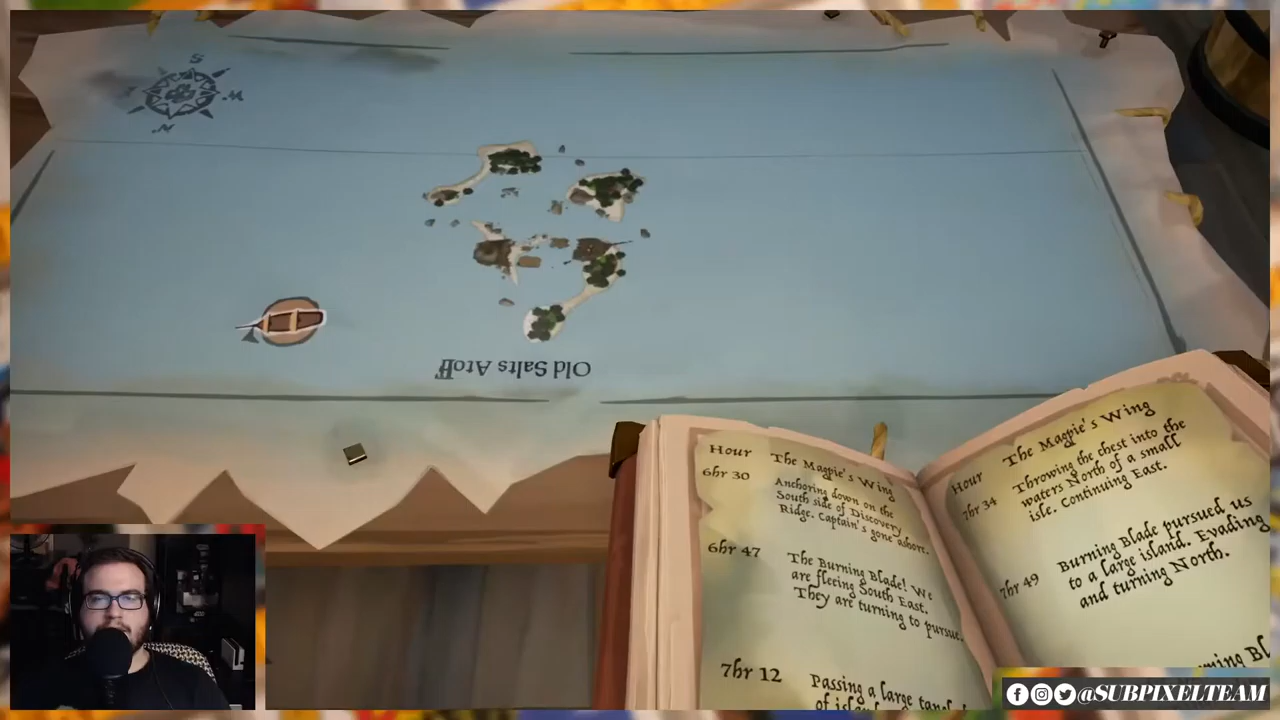 S
N
Old Salts Atoll
Hour The Magpie's Wing
6hr 30 Anchoring down on the
South side of Discovery
Ridge. Captain's gone ashore.
6hr 47 The Burning Blade! We
are fleeing South East.
They are turning to pursue
7hr 12 Passing a large
of
Hour The Magpie's Wing
7hr 34 Throwing the chest into the
waters North of a small
isle. Continuing East.
7hr 49 Burning Blade pursued us
to a large island. Evading
and turning North.
@SUBPIXELTEAM